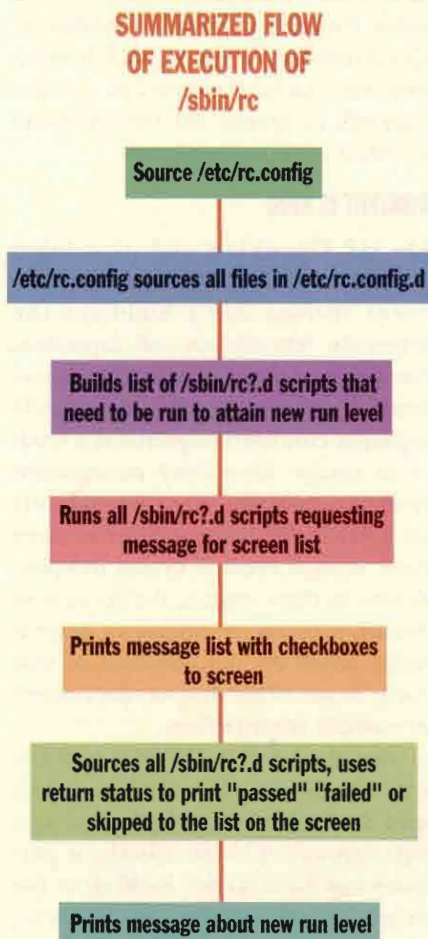 SUMMARIZED FLOW
OF EXECUTION OF
/sbin/rc
Source /etc/rc.config
/etc/rc.config sources all files in /etc/rc.config.d
Builds list of /sbin/rc?.d scripts that
need to be run to attain new run level
Runs all /sbin/rc?.d scripts requesting
message for screen list
Prints message list with checkboxes
to screen
Sources all /sbin/rc?.d scripts, uses
return status to print "passed" "failed" or
skipped to the list on the screen
Prints message about new run level